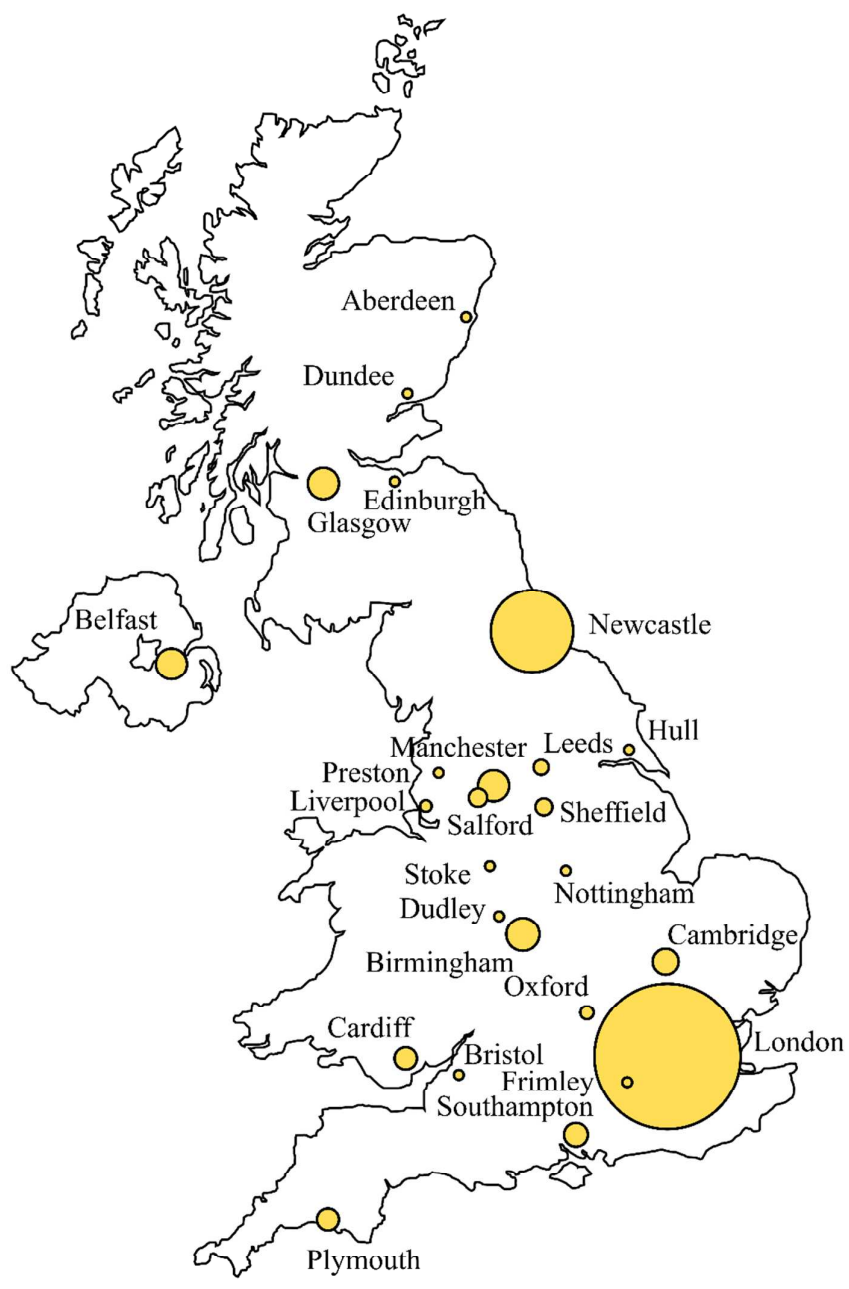 Aberdeen
Dundee
Edinburgh
Glasgow
Belfast
Newcastle
Hull
Manchester
Leeds
Preston
Liverpool
Salford
Sheffield
Stoke
Nottingham
Dudley
Cambridge
Birmingham
Oxford
Cardiff
London
Bristol
Frimley
Southampton
Plymouth